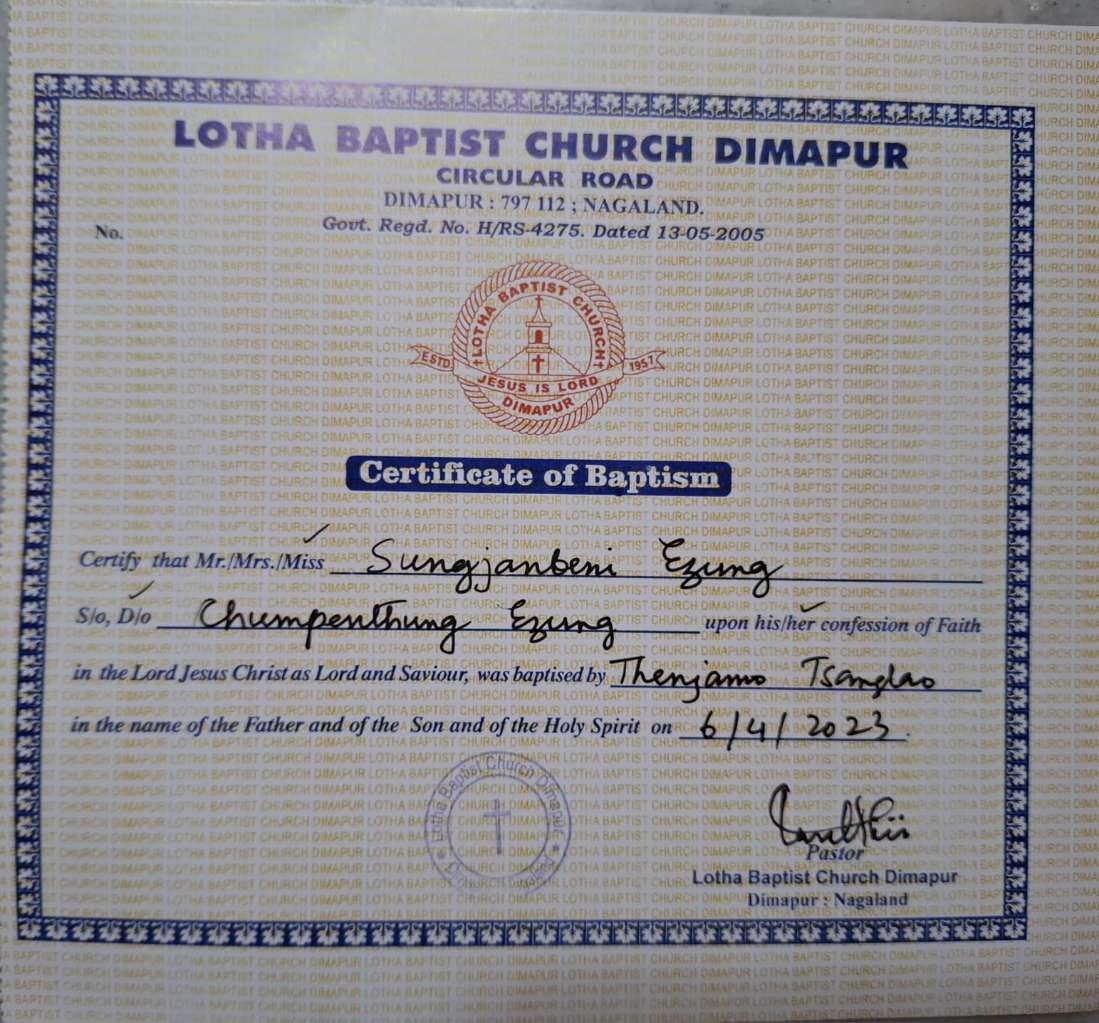 LOTHA BAPTIST CHURCH DIMAPUR
CIRCULAR ROAD
DIMAPUR : 797 112 ; NAGALAND.
No.
Govt. Regd. No. H/RS-4275. Dated 13-05-2005
LOTHA BAPTIST CHURCH
ESTD 1957
JESUS IS LORD
DIMAPUR
Certificate of Baptism
Certify that Mr./Mrs./Miss Sungjanbeni Ezung
S/o, D/o Chumpenthung Ezung upon his/her confession of Faith
in the Lord Jesus Christ as Lord and Saviour, was baptised by Thenjamo Tsanglao
in the name of the Father and of the Son and of the Holy Spirit on 6/4/2023.
Lotha Baptist Church Dimapur
Pastor
Lotha Baptist Church Dimapur
Dimapur : Nagaland